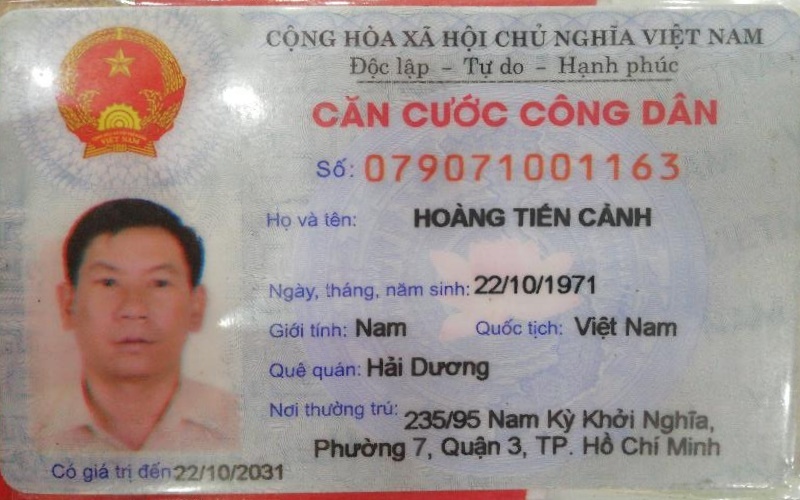 CỘNG HÒA XÃ HỘI CHỦ NGHĨA VIỆT NAM
Độc lập – Tự do – Hạnh phúc
CĂN CƯỚC CÔNG DÂN
Số: 079071001163
Họ và tên: HOÀNG TIẾN CẢNH
Ngày, tháng, năm sinh: 22/10/1971
Giới tính: Nam Quốc tịch: Việt Nam
Quê quán: Hải Dương
Nơi thường trú: 235/95 Nam Kỳ Khởi Nghĩa,
Phường 7, Quận 3, TP. Hồ Chí Minh
Có giá trị đến 22/10/2031
VIỆT NAM